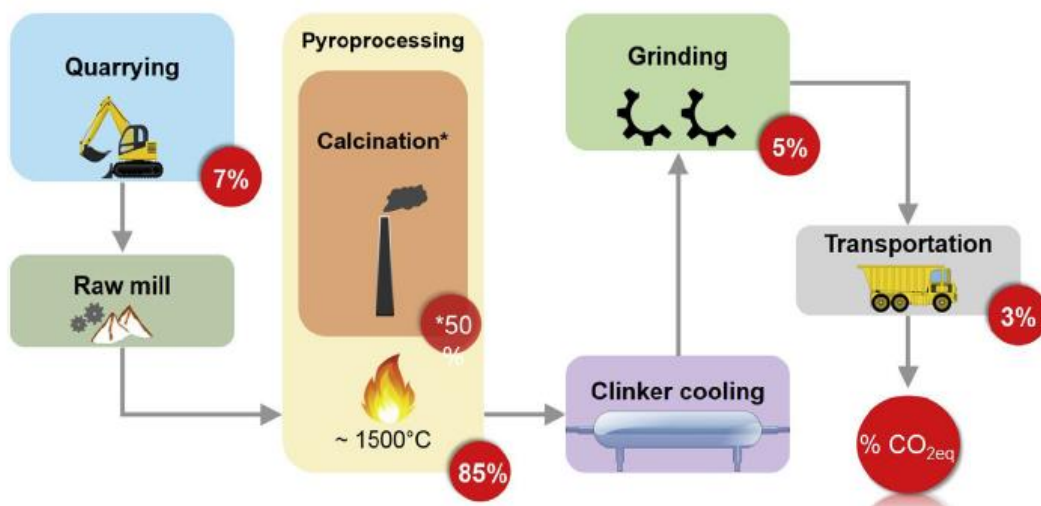 Quarrying
7%
Raw mill
Pyroprocessing
Calcination*
*50
%
~ 1500°C
85%
Clinker cooling
Grinding
5%
Transportation
3%
% CO₂eq